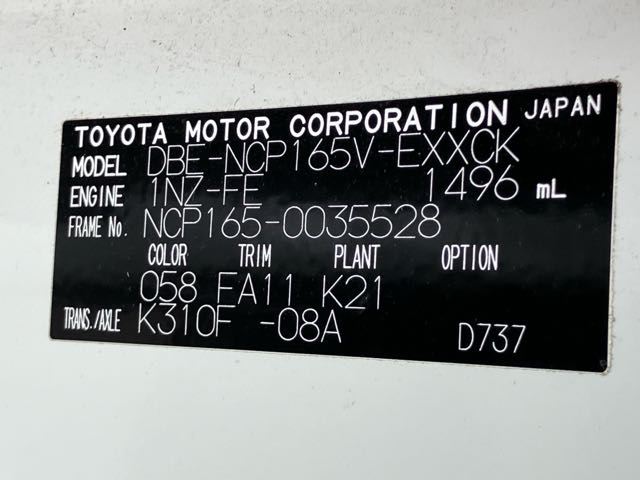 TOYOTA MOTOR CORPORATION JAPAN
MODEL DBE-NCP165V-EXXCK
ENGINE 1NZ-FE 1496 mL
FRAME No. NCP165-0035528
COLOR TRIM PLANT OPTION
058 FA11 K21
TRANS./AXLE K310F -08A
D737